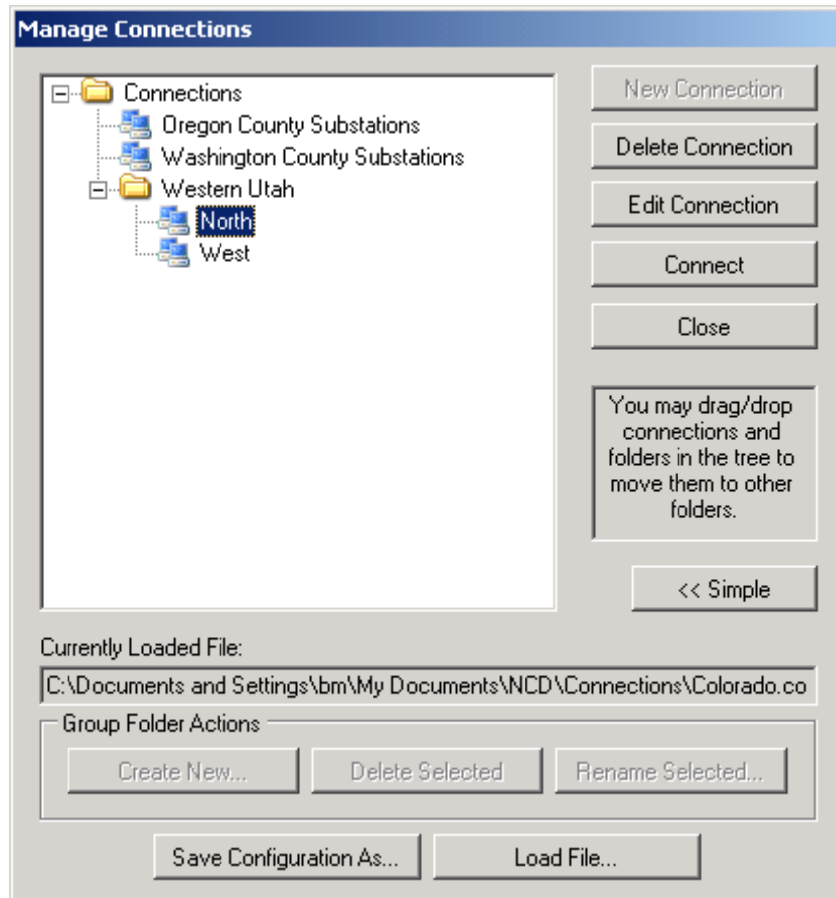 Manage Connections
Connections
Oregon County Substations
Washington County Substations
Western Utah
North
West
New Connection
Delete Connection
Edit Connection
Connect
Close
You may drag/drop
connections and
folders in the tree to
move them to other
folders.
<< Simple
Currently Loaded File:
C:\Documents and Settings\bm\My Documents\NCD\Connections\Colorado.co
Group Folder Actions
Create New...
Delete Selected
Rename Selected...
Save Configuration As...
Load File...